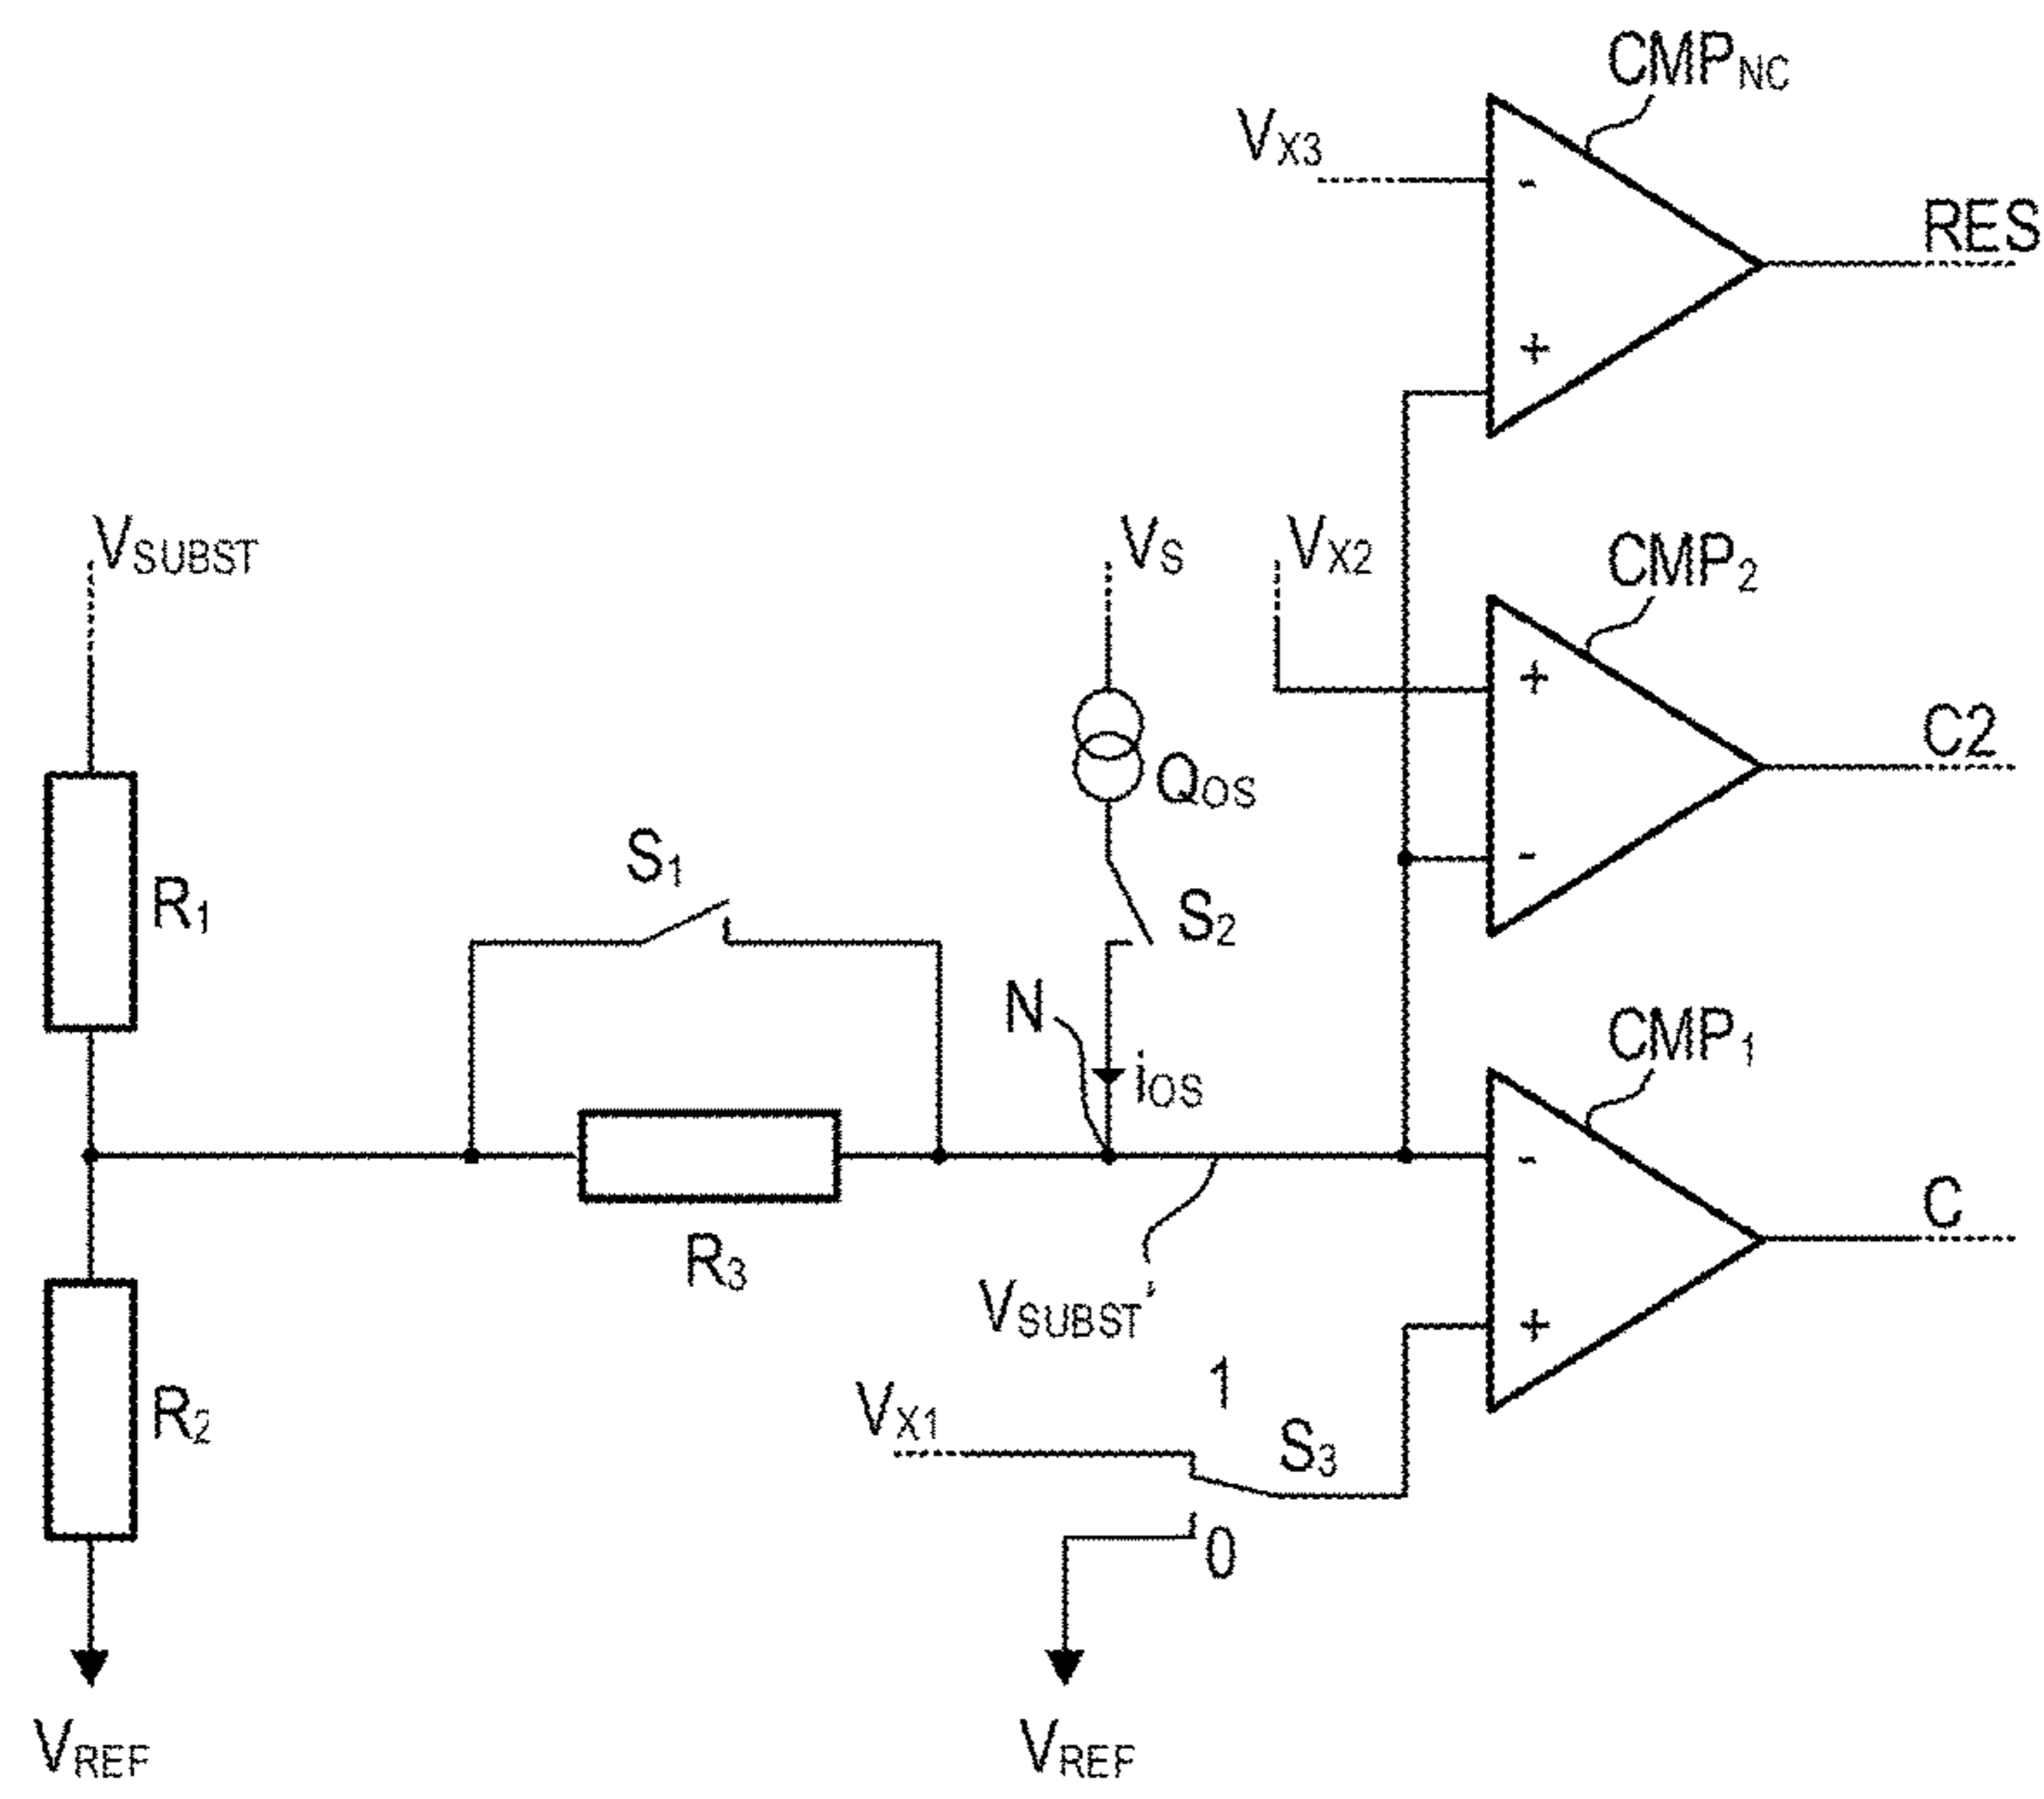 CMPNC
VX3
-
RES
+
VSUBST
VS
VX2
CMP2
+
C2
QOS
R1
S1
-
S2
N
CMP1
iOS
-
C
R3
VSUBST'
+
1
VX1
R2
S3
0
VREF
VREF